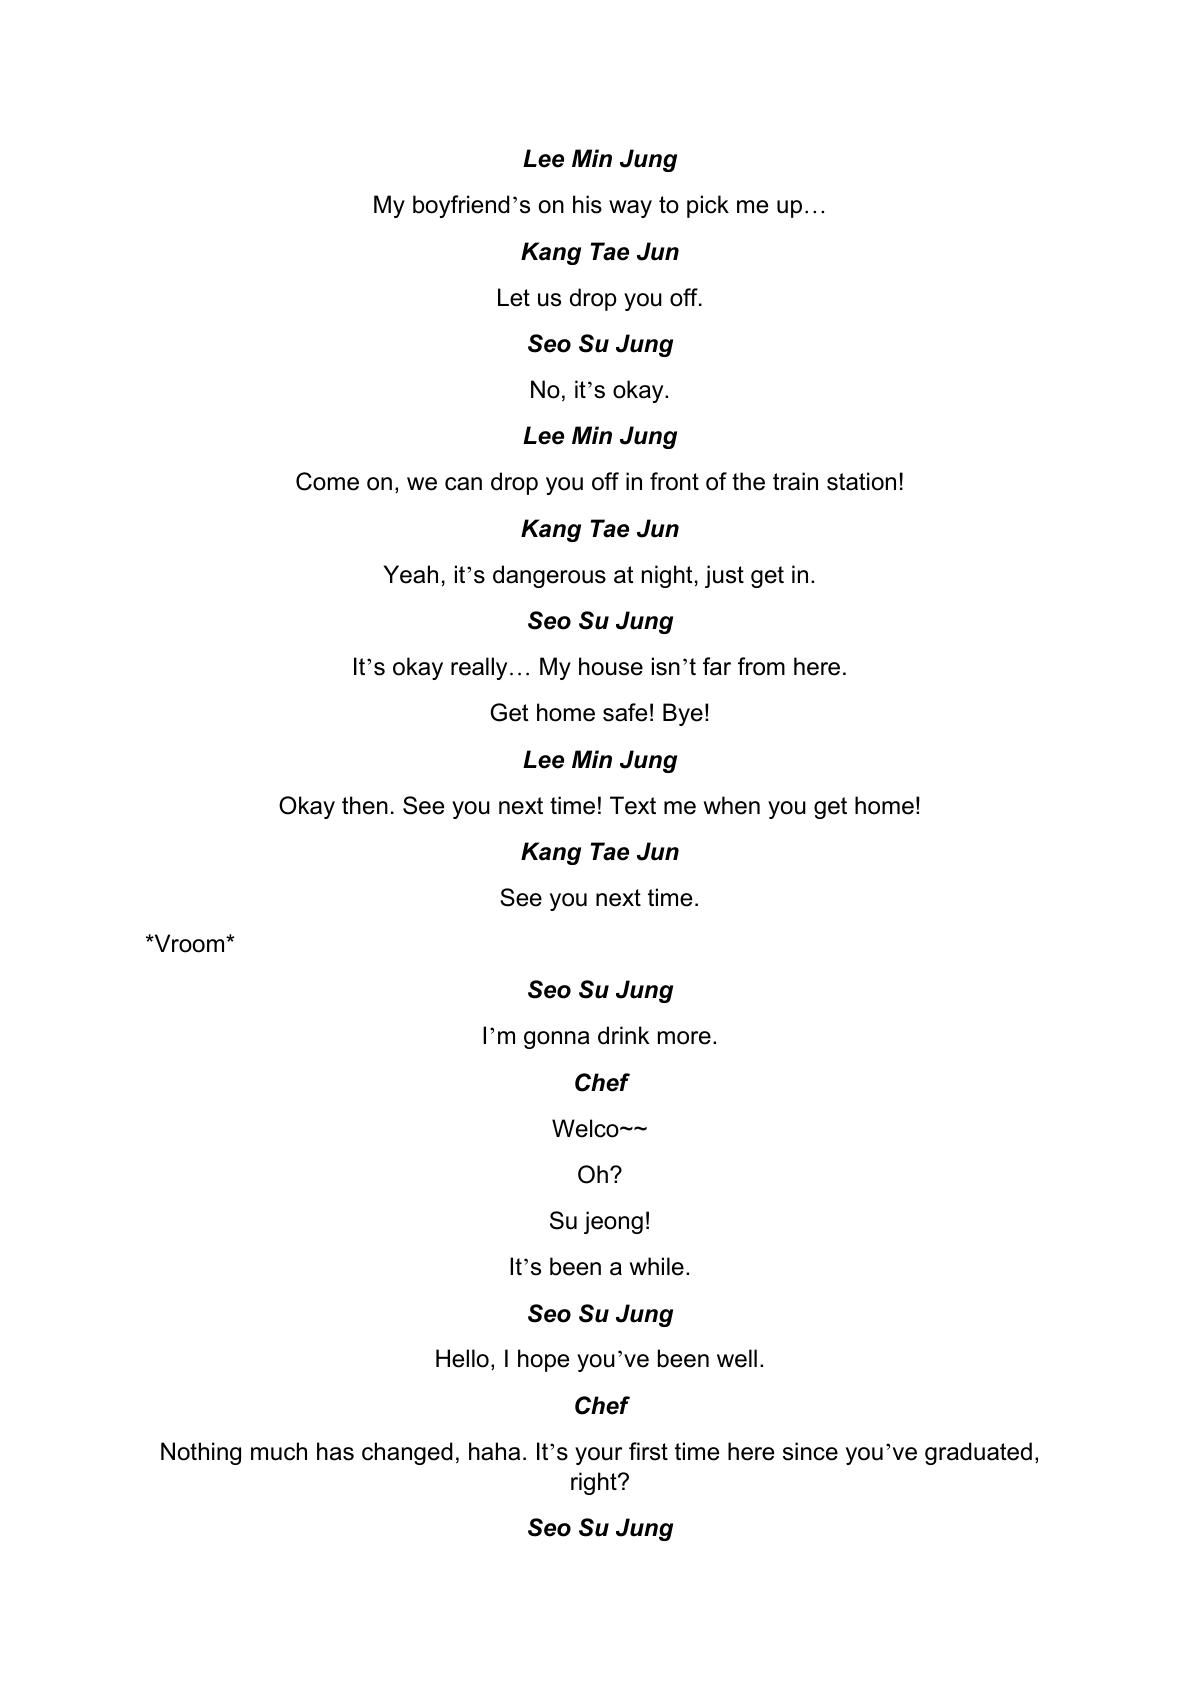 Lee Min Jung
My boyfriend’s on his way to pick me up…
Kang Tae Jun
Let us drop you off.
Seo Su Jung
No, it’s okay.
Lee Min Jung
Come on, we can drop you off in front of the train station!
Kang Tae Jun
Yeah, it’s dangerous at night, just get in.
Seo Su Jung
It’s okay really… My house isn’t far from here.
Get home safe! Bye!
Lee Min Jung
Okay then. See you next time! Text me when you get home!
Kang Tae Jun
See you next time.
*Vroom*
Seo Su Jung
I’m gonna drink more.
Chef
Welco~~
Oh?
Su jeong!
It’s been a while.
Seo Su Jung
Hello, I hope you’ve been well.
Chef
Nothing much has changed, haha. It’s your first time here since you’ve graduated,
right?
Seo Su Jung